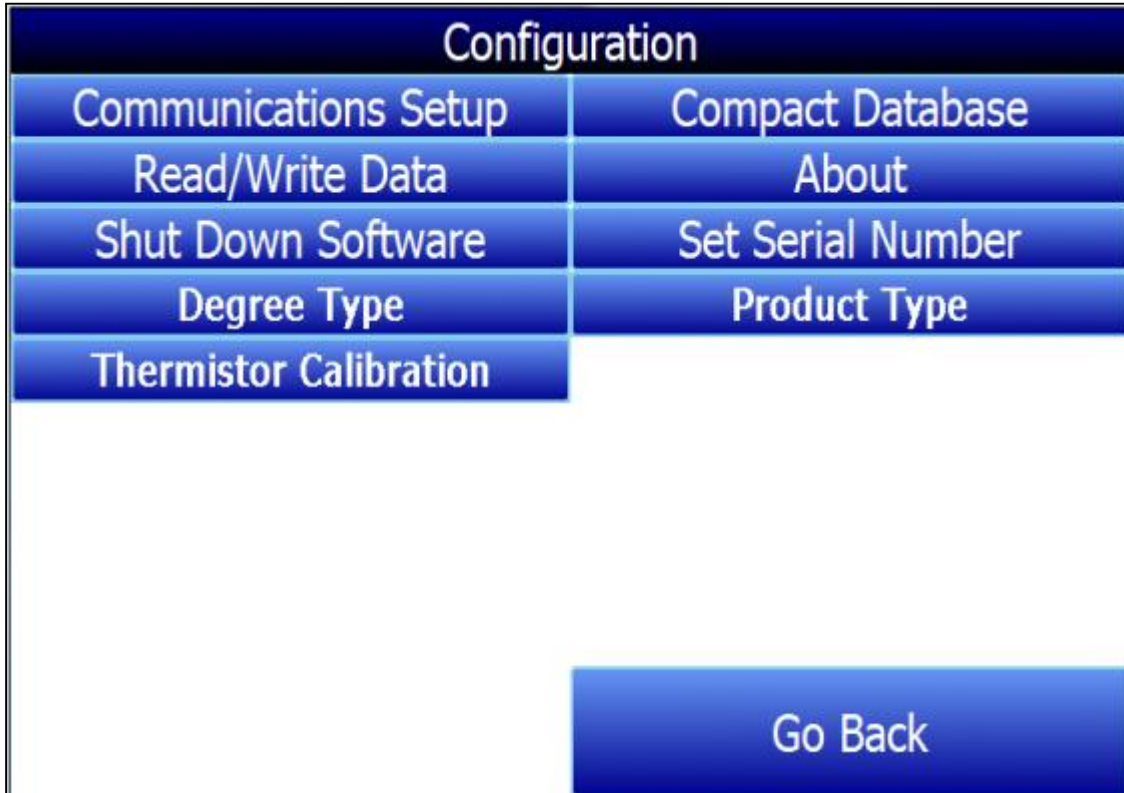 Configuration
Communications Setup
Compact Database
Read/Write Data
About
Shut Down Software
Set Serial Number
Degree Type
Product Type
Thermistor Calibration
Go Back